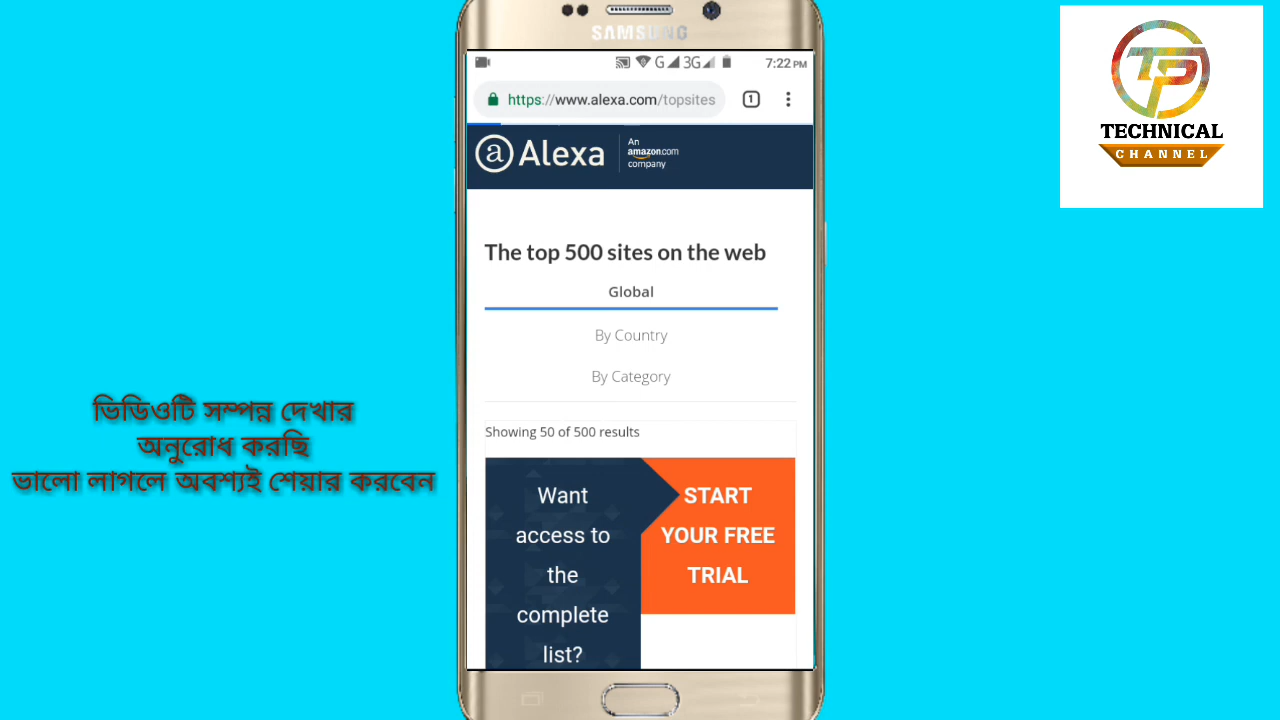 SAMSUNG
G 3G 7:22 PM
https://www.alexa.com/topsites 1
a Alexa An amazon.com company
The top 500 sites on the web
Global
By Country
By Category
Showing 50 of 500 results
Want
access to
the
complete
list?
START
YOUR FREE
TRIAL
ভিডিওটি সম্পন্ন দেখার
অনুরোধ করছি
ভালো লাগলে অবশ্যই শেয়ার করবেন
TP
TECHNICAL
CHANNEL